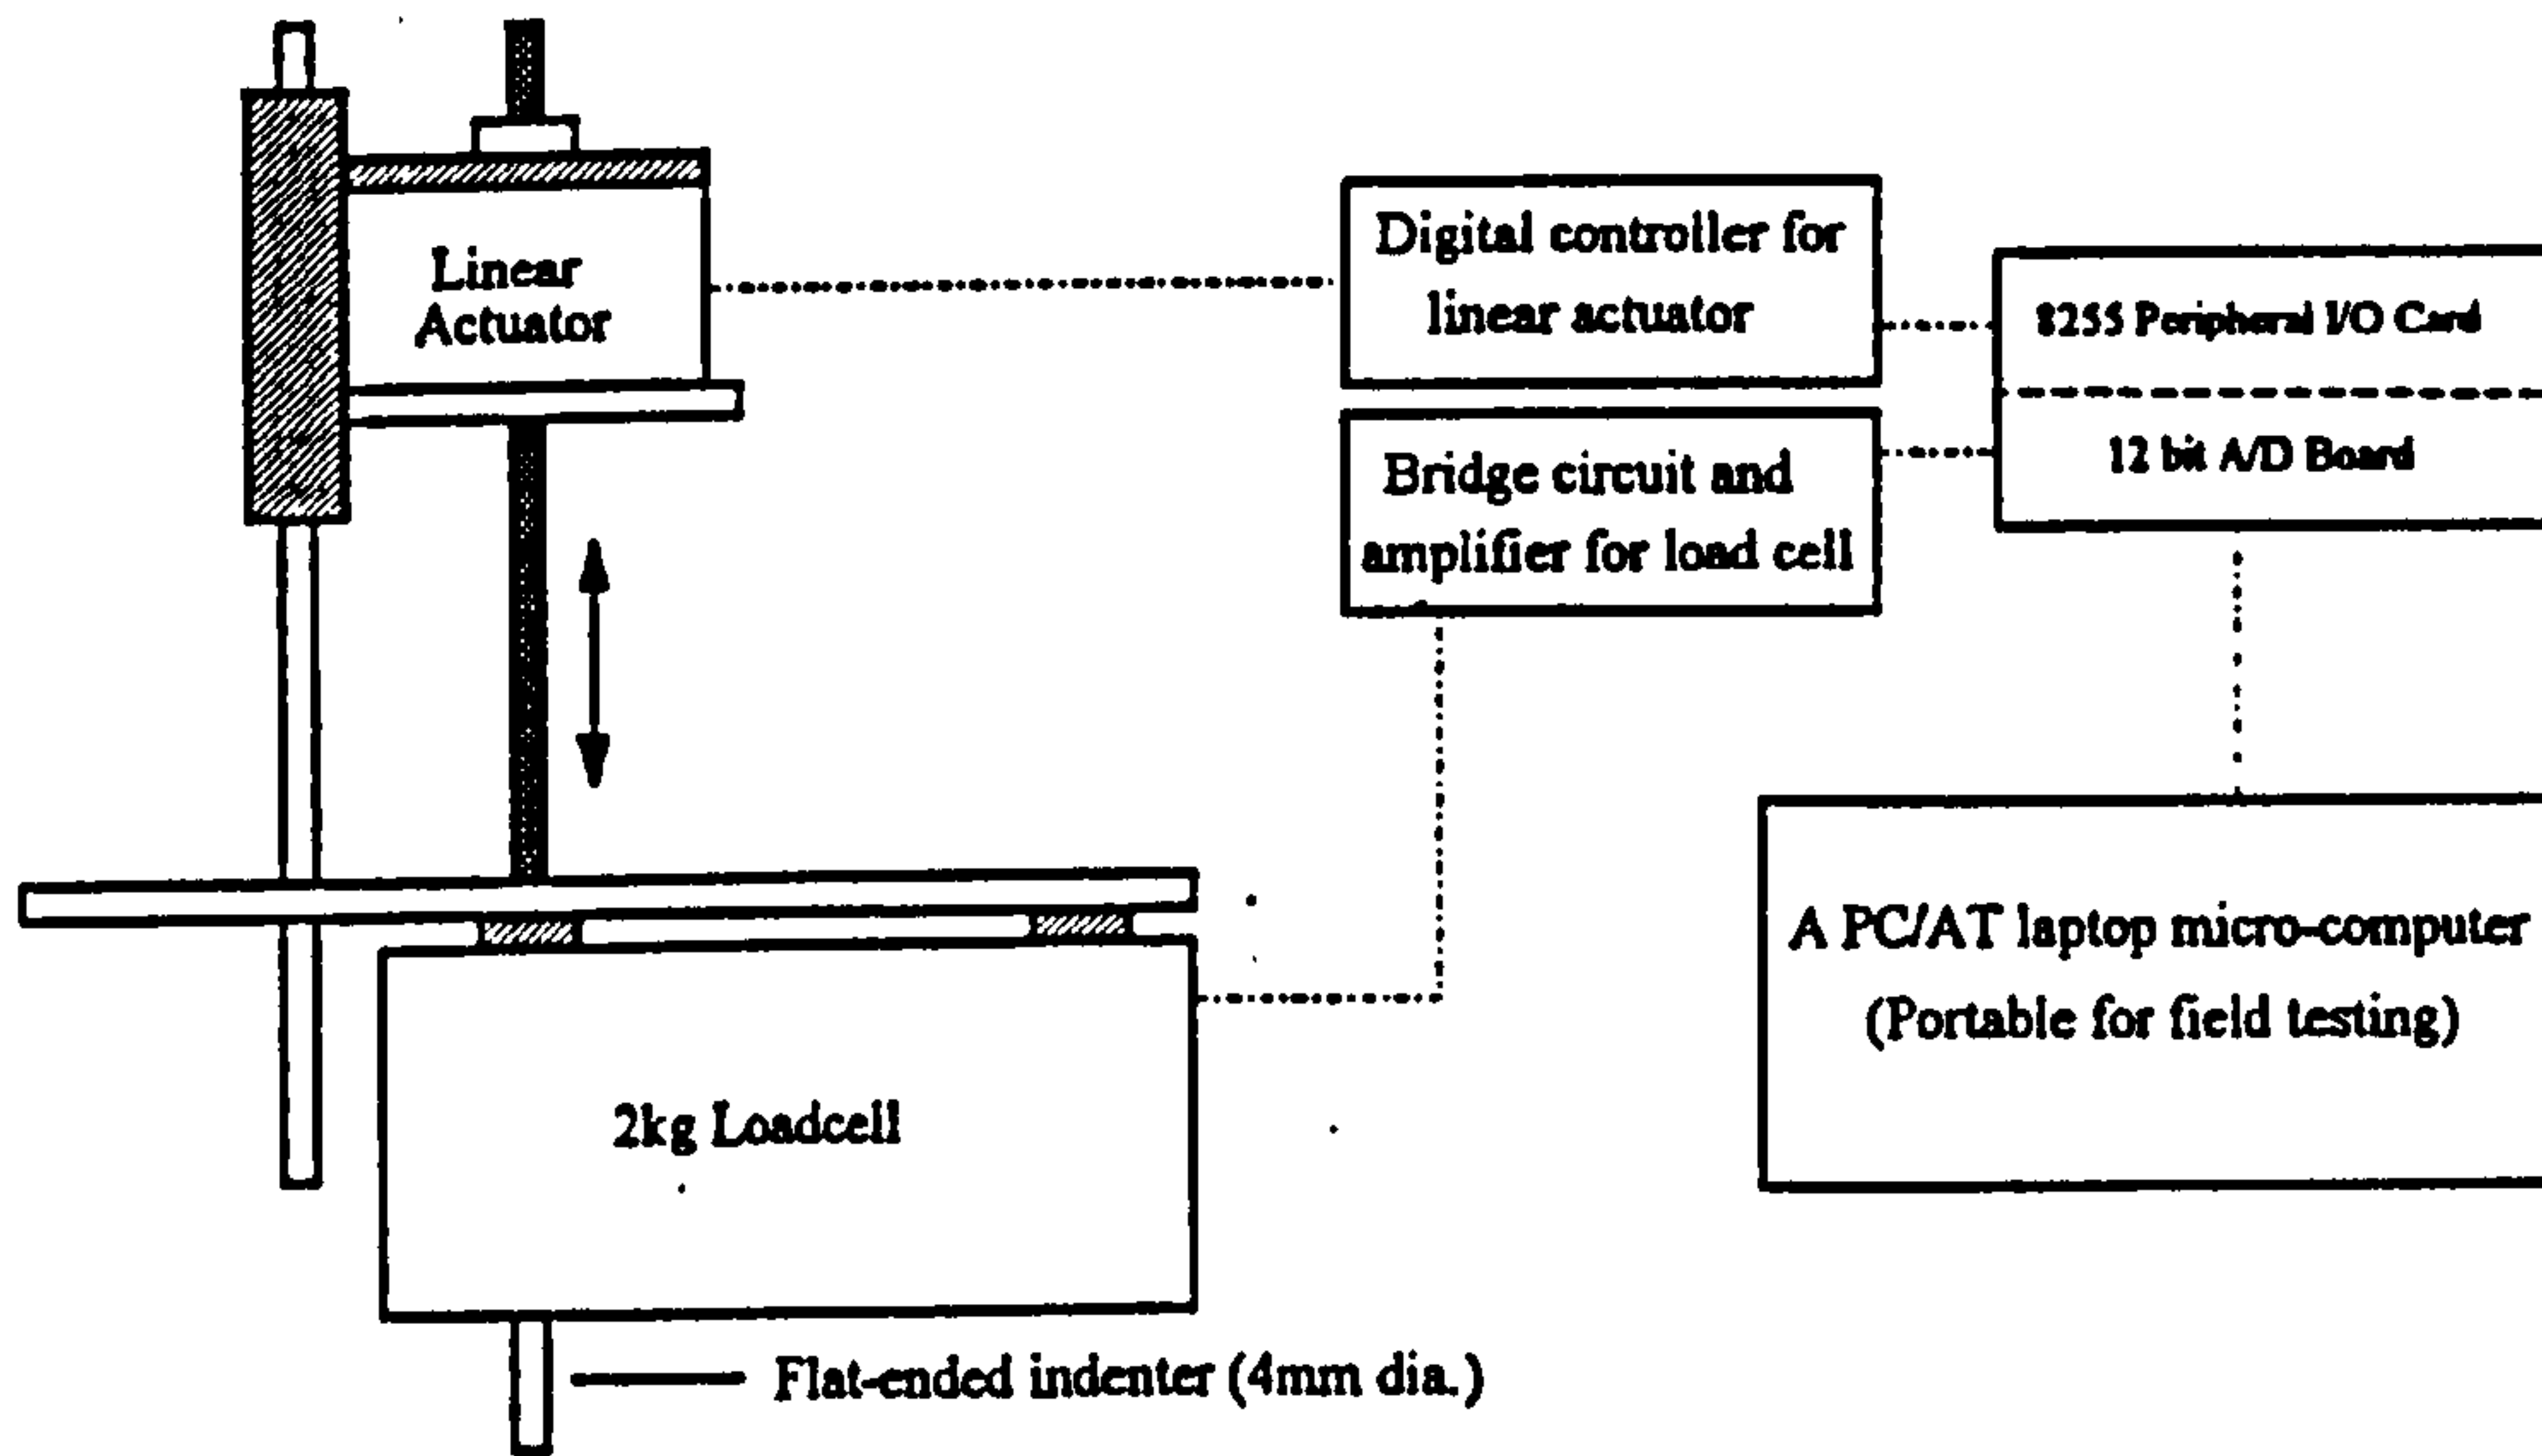 Linear
Actuator
Digital controller for
linear actuator
8255 Peripheral I/O Card
12 bit A/D Board
Bridge circuit and
amplifier for load cell
A PC/AT laptop micro-computer
(Portable for field testing)
2kg Loadcell
Flat-ended indenter (4mm dia.)